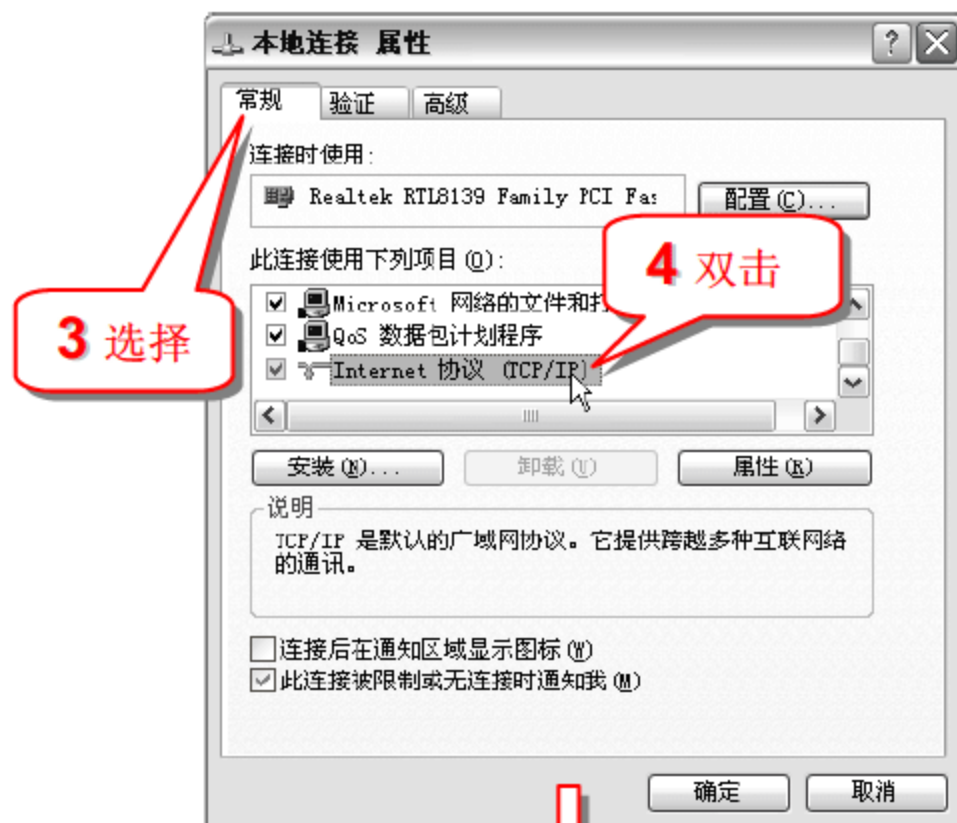 本地连接 属性
常规 验证 高级
连接时使用:
Realtek RTL8139 Family PCI Fas
配置(C)...
此连接使用下列项目(O):
4 双击
Microsoft 网络的文件和打
3 选择
QoS 数据包计划程序
Internet 协议 (TCP/IP)
安装(N)... 卸载(U) 属性(R)
说明
TCP/IP 是默认的广域网协议。它提供跨越多种互联网络
的通讯。
连接后在通知区域显示图标(W)
此连接被限制或无连接时通知我(M)
确定 取消